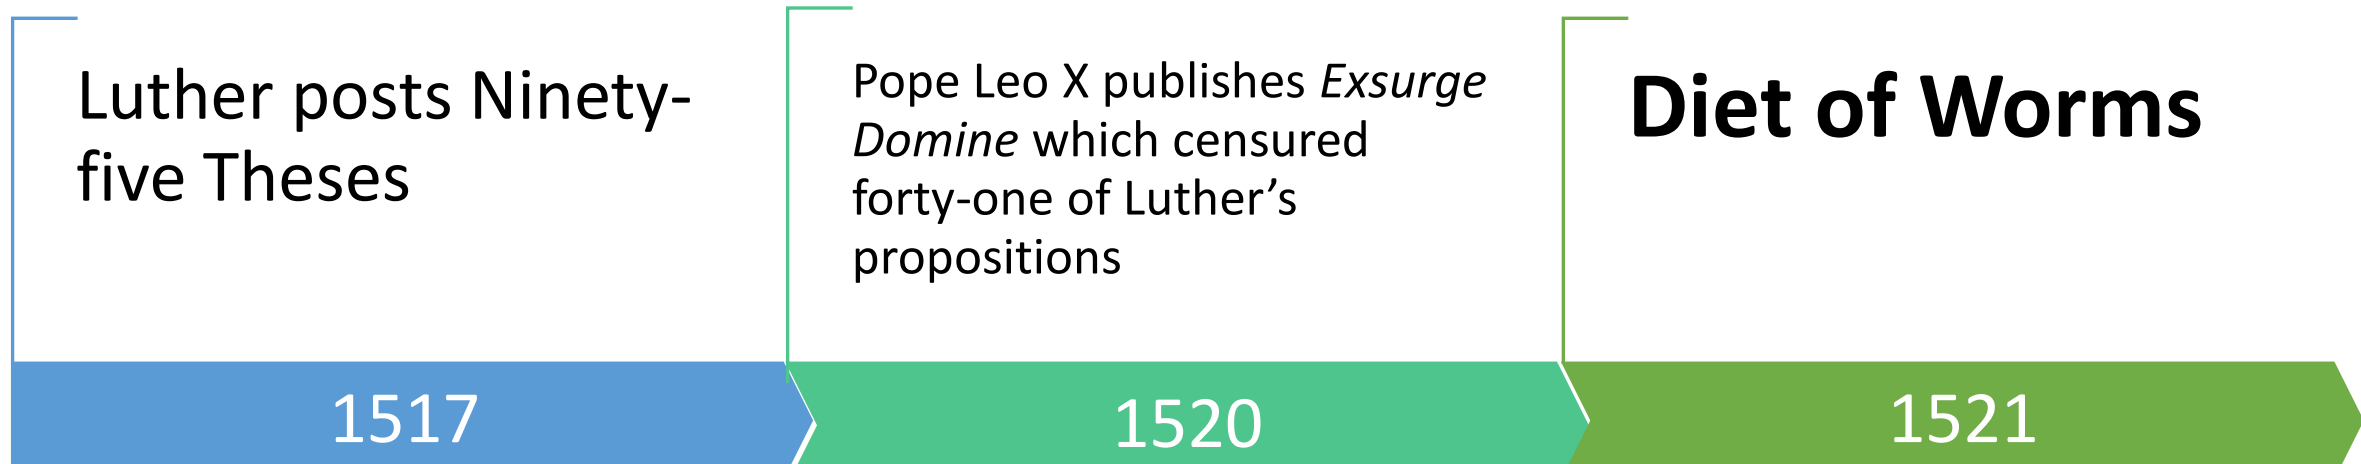 Luther posts Ninety-
five Theses
1517
Pope Leo X publishes Exsurge
Domine which censured
forty-one of Luther’s
propositions
1520
Diet of Worms
1521